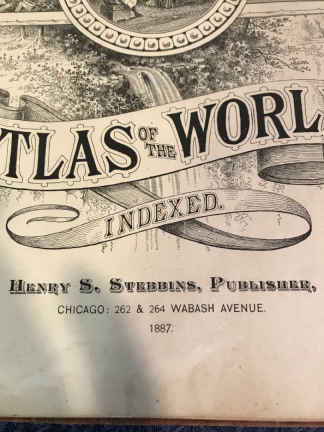 TLAS OF THE WORL
INDEXED.
HENRY S. STEBBINS, PUBLISHER,
CHICAGO: 262 & 264 WABASH AVENUE.
1887.